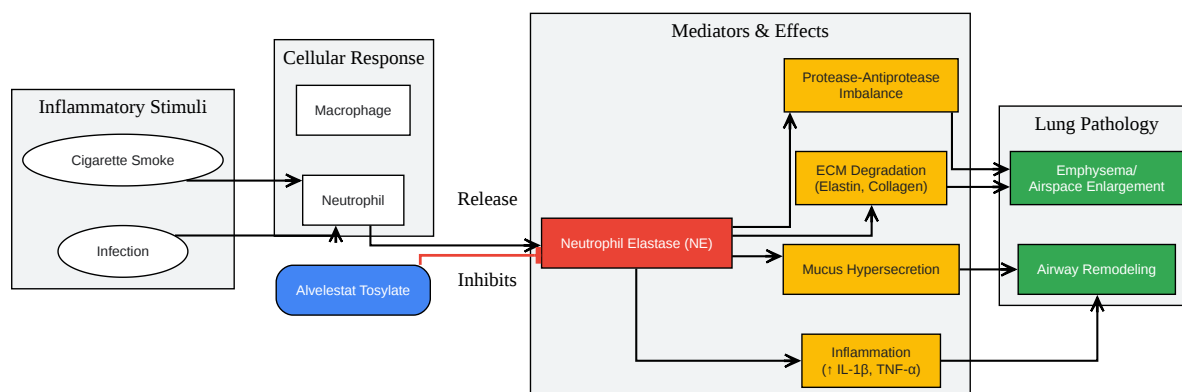 Inflammatory Stimuli
Cigarette Smoke
Infection
Cellular Response
Macrophage
Neutrophil
Alvelestat Tosylate
Release
Inhibits
Mediators & Effects
Neutrophil Elastase (NE)
Protease-Antiprotease
Imbalance
ECM Degradation
(Elastin, Collagen)
Mucus Hypersecretion
Inflammation
(↑ IL-1β, TNF-α)
Lung Pathology
Emphysema/
Airspace Enlargement
Airway Remodeling